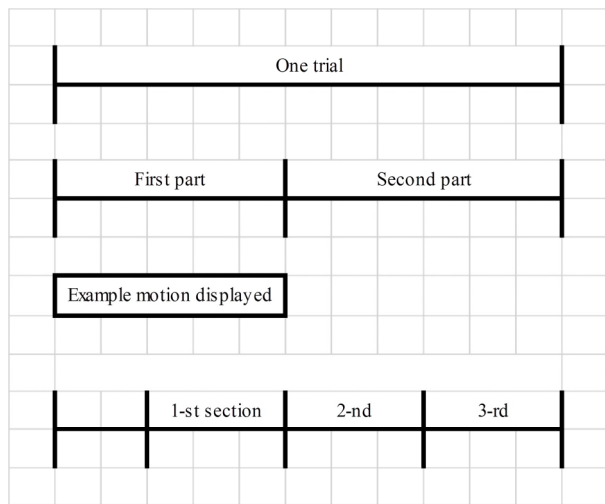 One trial
First part
Second part
Example motion displayed
1-st section
2-nd
3-rd